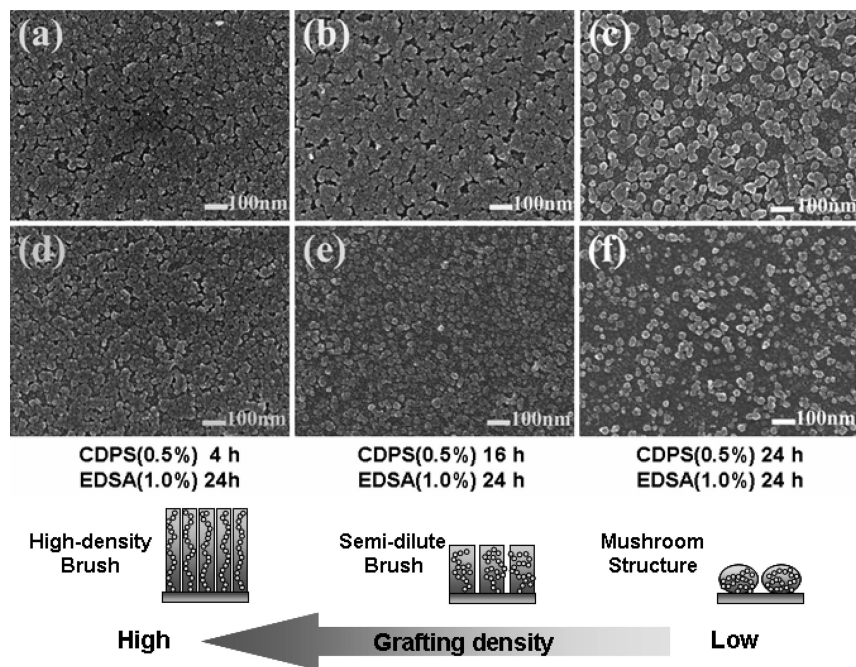 (a)
(b)
(c)
100nm
100nm
100nm
(d)
(e)
(f)
100nm
100nm
100nm
CDPS(0.5%) 4 h
EDSA(1.0%) 24h
CDPS(0.5%) 16 h
EDSA(1.0%) 24 h
CDPS(0.5%) 24 h
EDSA(1.0%) 24 h
High-density
Brush
Semi-dilute
Brush
Mushroom
Structure
High
Grafting density
Low